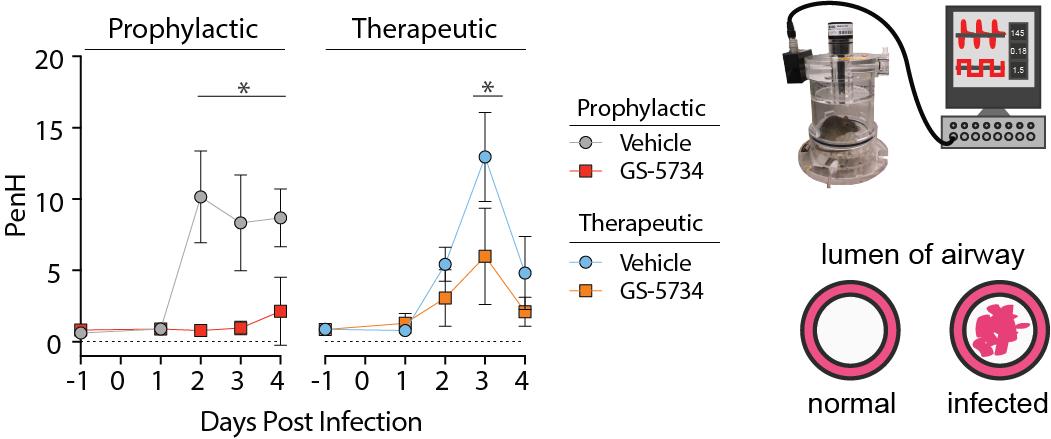 Prophylactic
Therapeutic
*
*
20
15
10
5
0
PenH
-1 0 1 2 3 4
-1 0 1 2 3 4
Days Post Infection
Prophylactic
Vehicle
GS-5734
Therapeutic
Vehicle
GS-5734
145
0.18
1.5
lumen of airway
normal
infected